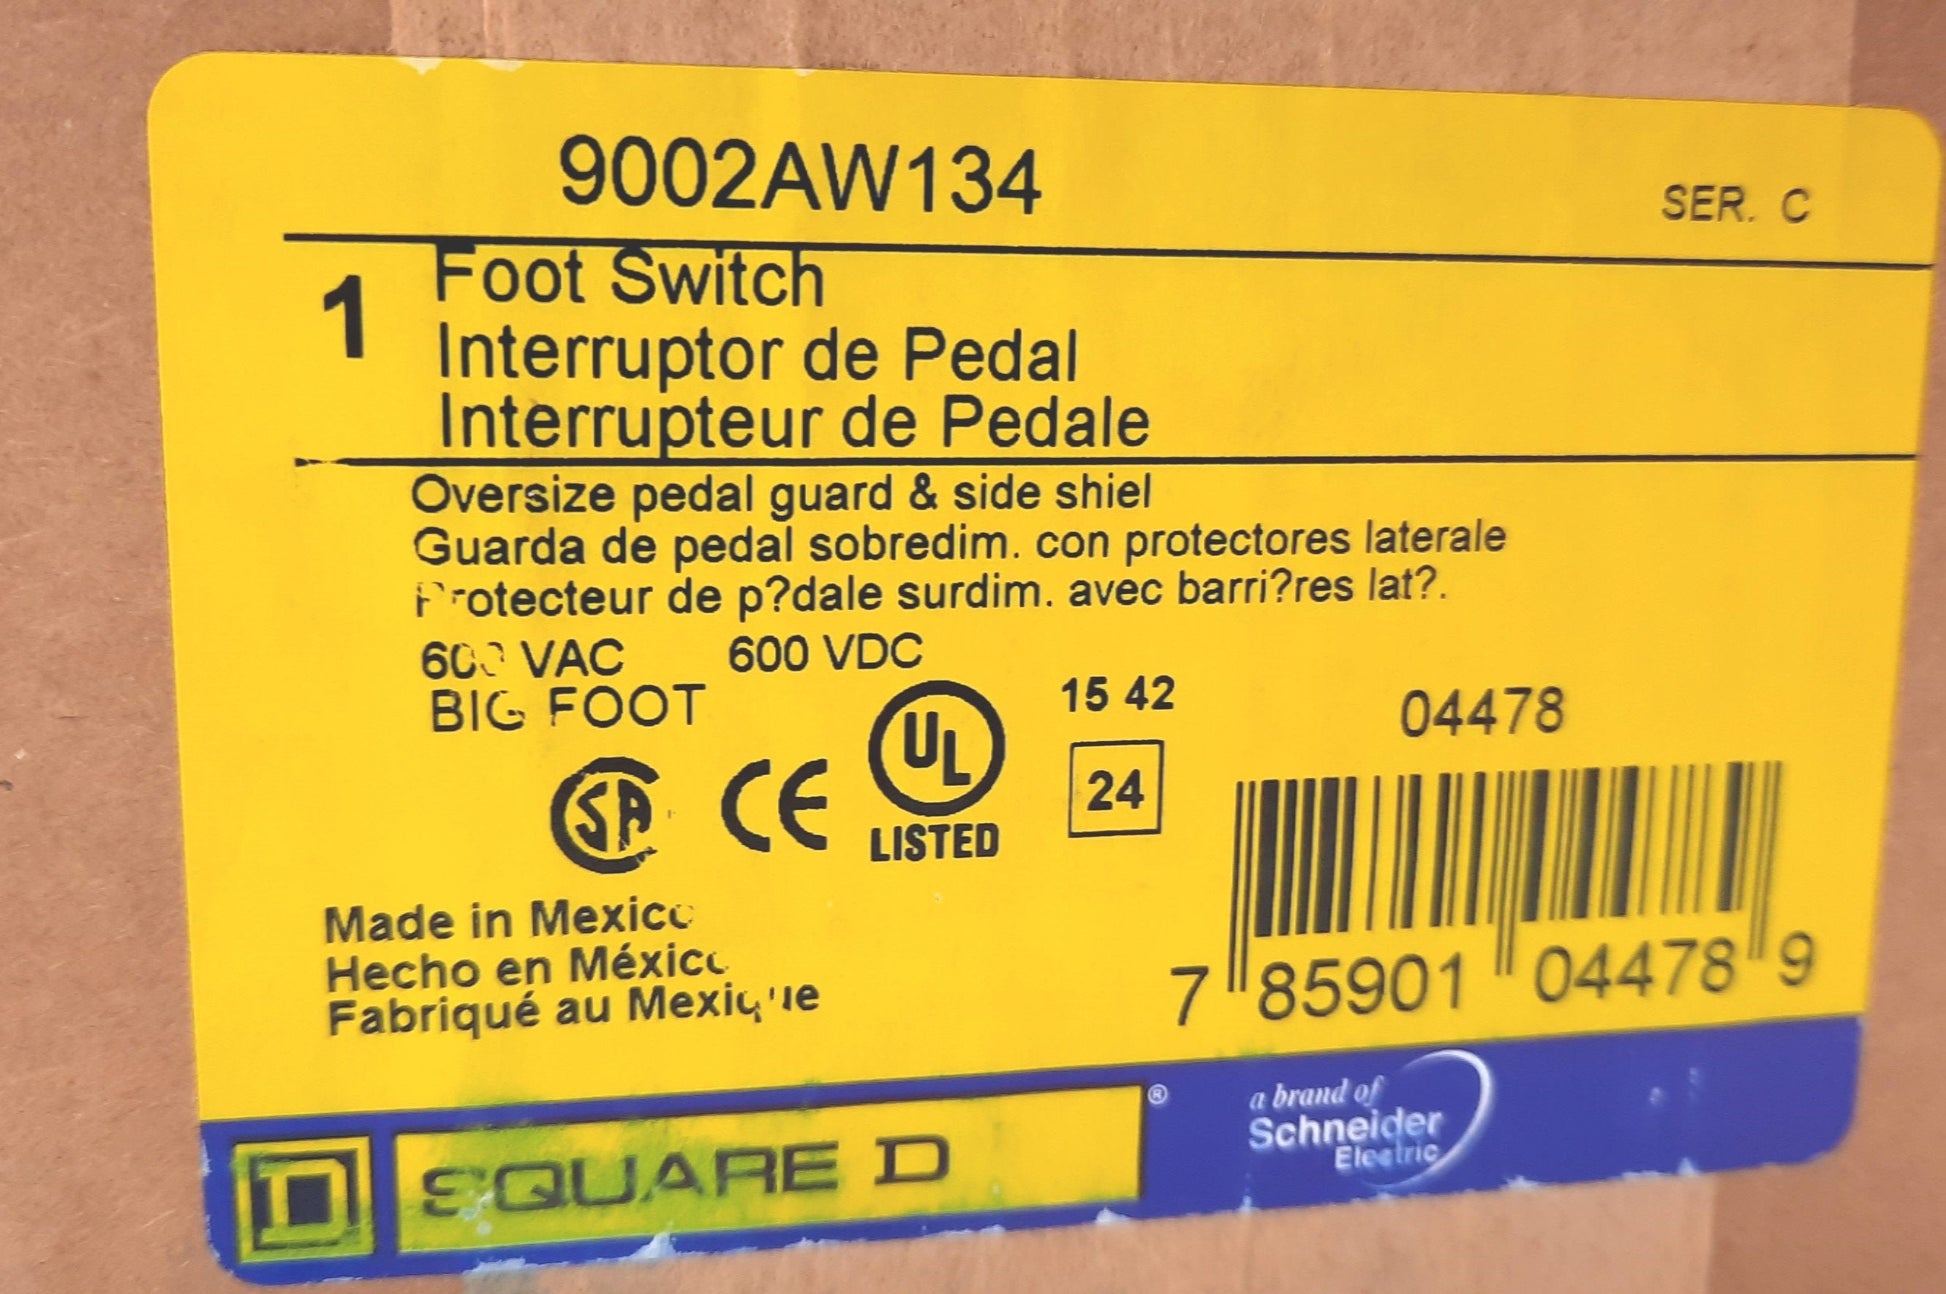 9002AW134
SER. C
1
Foot Switch
Interruptor de Pedal
Interrupteur de Pedale
Oversize pedal guard & side shiel
Guarda de pedal sobredim. con protectores laterale
Protecteur de p?dale surdim. avec barri?res lat?.
600 VAC 600 VDC
BIG FOOT
15 42
04478
SA
CE
UL
LISTED
24
Made in Mexico
Hecho en México
Fabriqué au Mexique
7 85901 04478 9
D SQUARE D ®
a brand of
Schneider
Electric